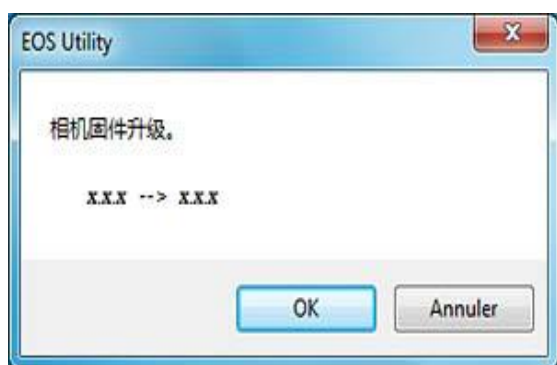 EOS Utility
相机固件升级。
x.x.x --> x.x.x
OK
Annuler